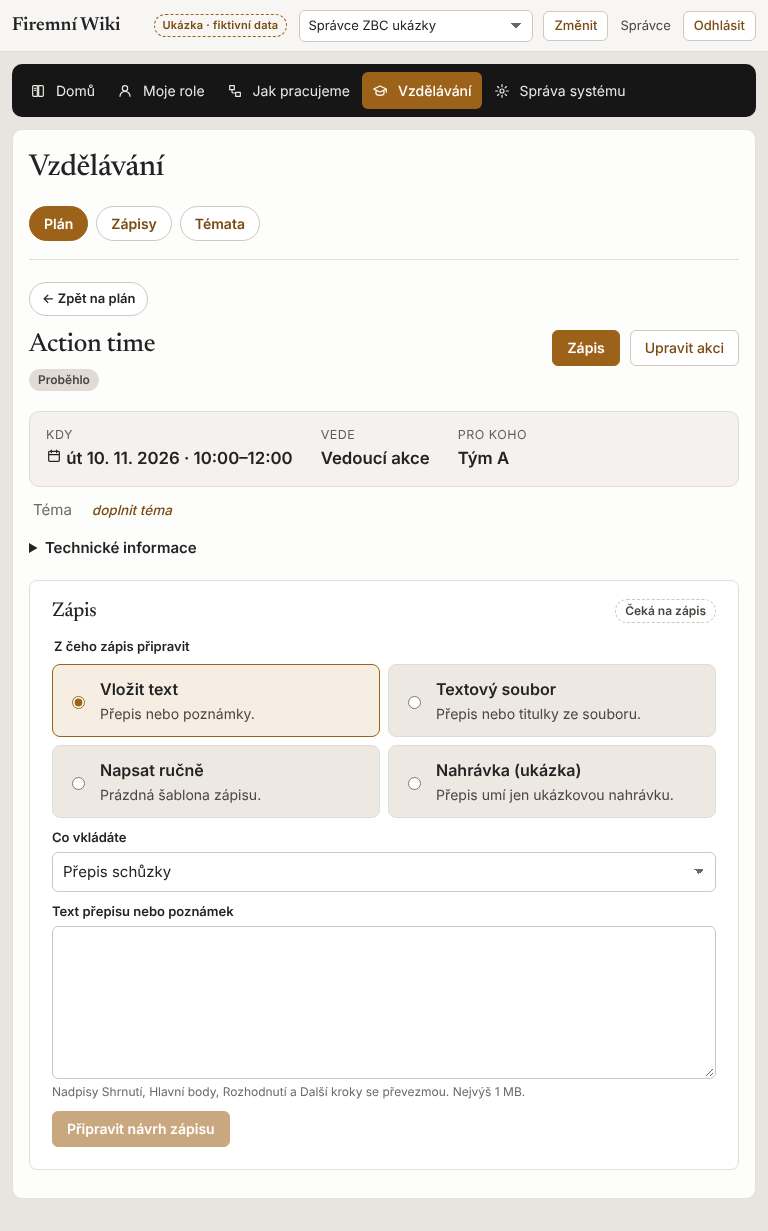 Firemní Wiki
Ukázka · fiktivní data
Správce ZBC ukázky
Změnit
Správce
Odhlásit
Domů
Moje role
Jak pracujeme
Vzdělávání
Správa systému
Vzdělávání
Plán
Zápisy
Témata
← Zpět na plán
Action time
Zápis
Upravit akci
Proběhlo
KDY
út 10. 11. 2026 · 10:00–12:00
VEDE
Vedoucí akce
PRO KOHO
Tým A
Téma
doplnit téma
Technické informace
Zápis
Čeká na zápis
Z čeho zápis připravit
Vložit text
Přepis nebo poznámky.
Textový soubor
Přepis nebo titulky ze souboru.
Napsat ručně
Prázdná šablona zápisu.
Nahrávka (ukázka)
Přepis umí jen ukázkovou nahrávku.
Co vkládáte
Přepis schůzky
Text přepisu nebo poznámek
Nadpisy Shrnutí, Hlavní body, Rozhodnutí a Další kroky se převezmou. Nejvýš 1 MB.
Připravit návrh zápisu